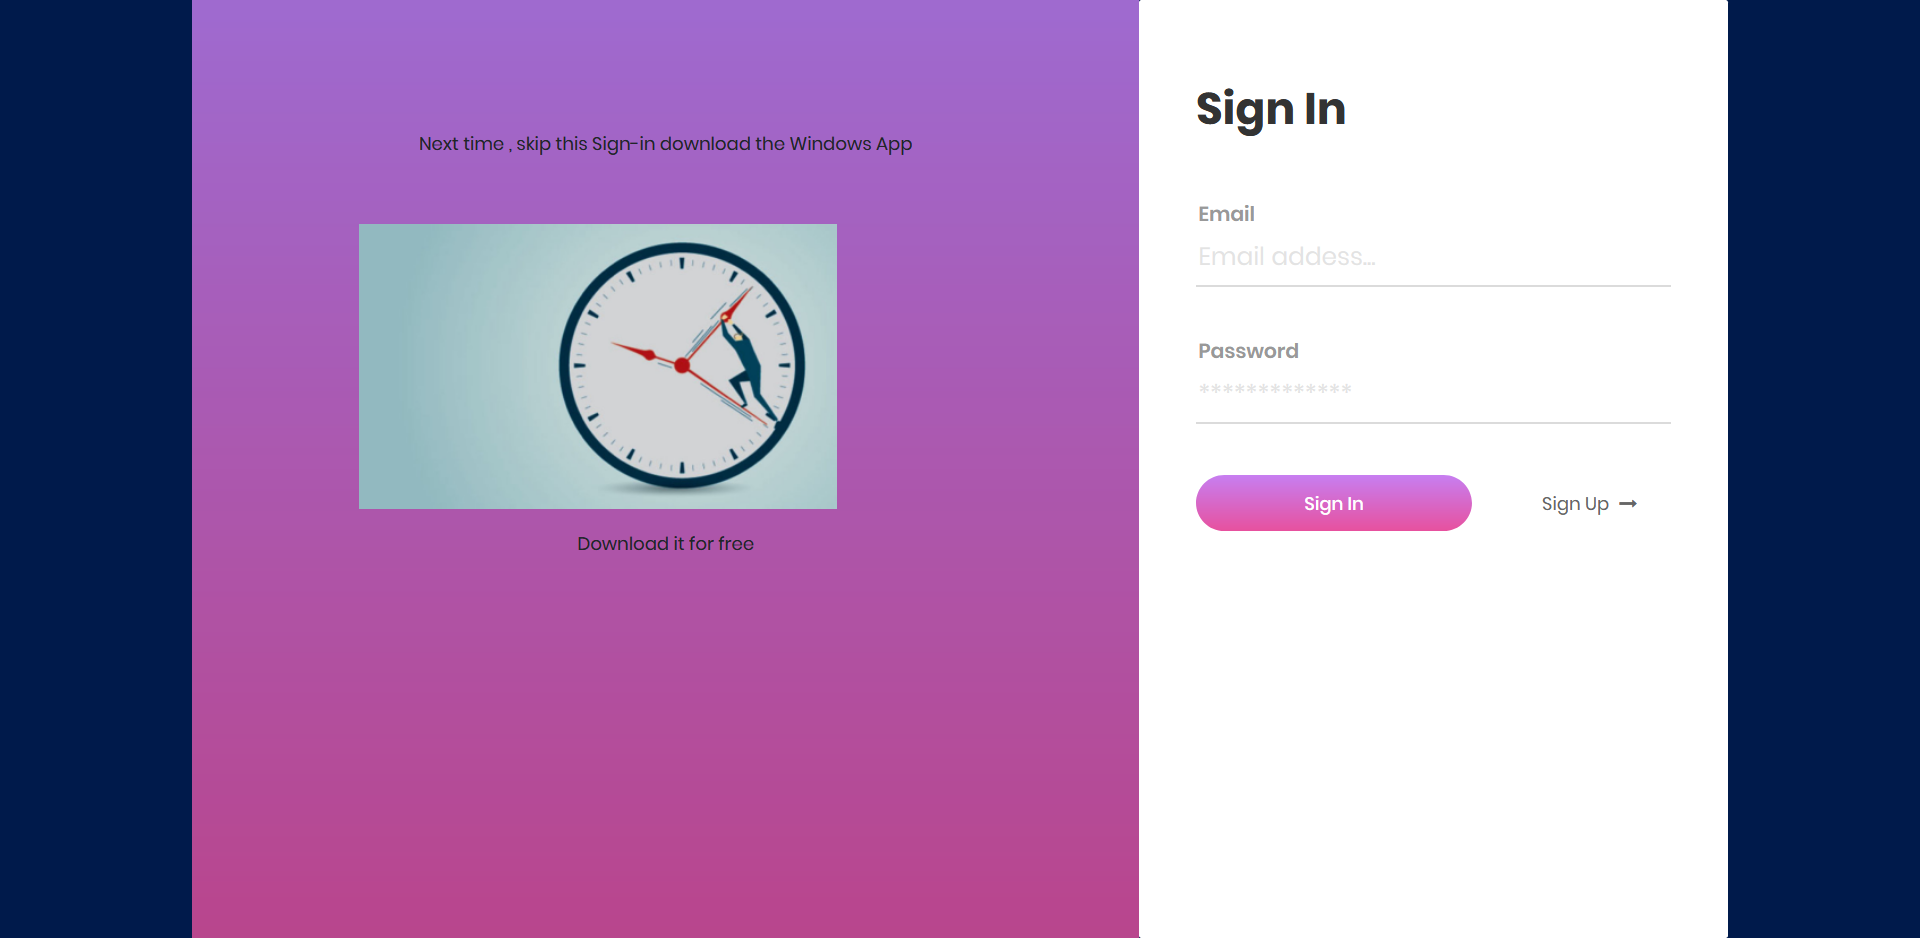 Next time , skip this Sign-in download the Windows App
Download it for free
Sign In
Email
Email addess...
Password
*************
Sign In
Sign Up